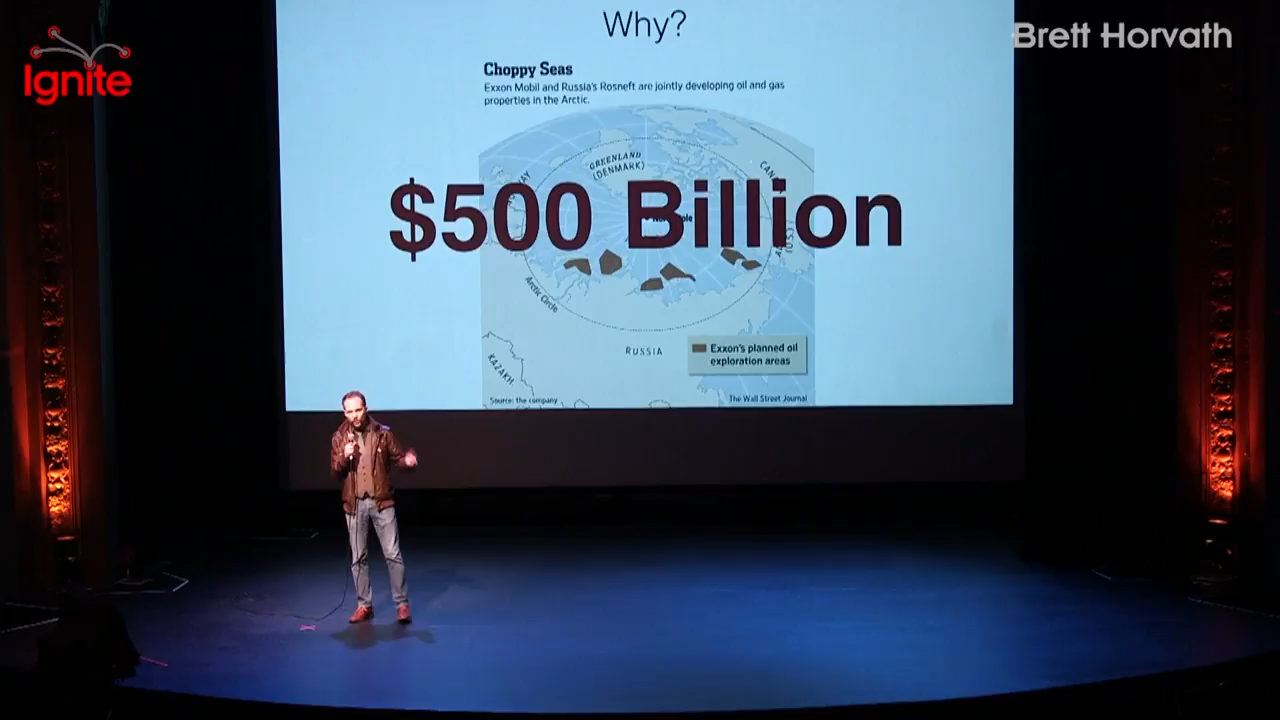 Ignite
Brett Horvath
Why?
Choppy Seas
Exxon Mobil and Russia's Rosneft are jointly developing oil and gas
properties in the Arctic.
GREENLAND
(DENMARK)
$500 Billion
Arctic Circle
RUSSIA
KAZAKH.
Exxon's planned oil
exploration areas
Source: the company
The Wall Street Journal